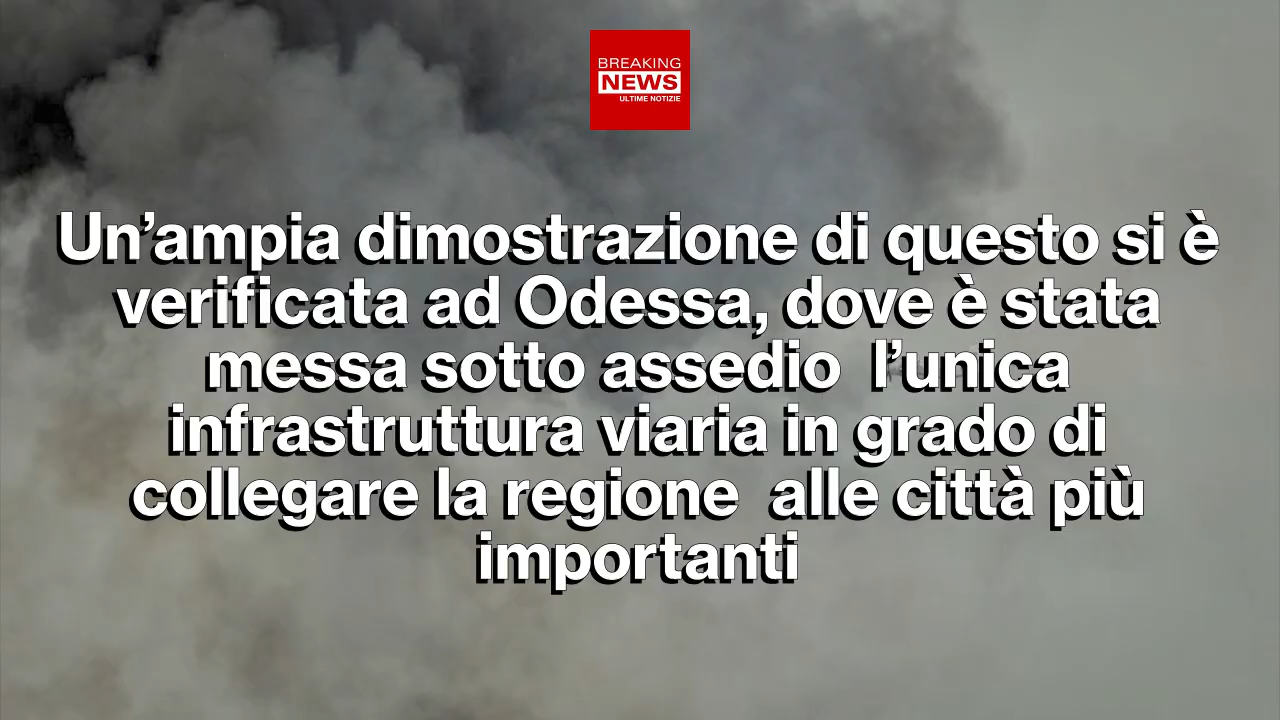 BREAKING
NEWS
ULTIME NOTIZIE
Un’ampia dimostrazione di questo si è
verificata ad Odessa, dove è stata
messa sotto assedio  l’unica
infrastruttura viaria in grado di
collegare la regione  alle città più
importanti